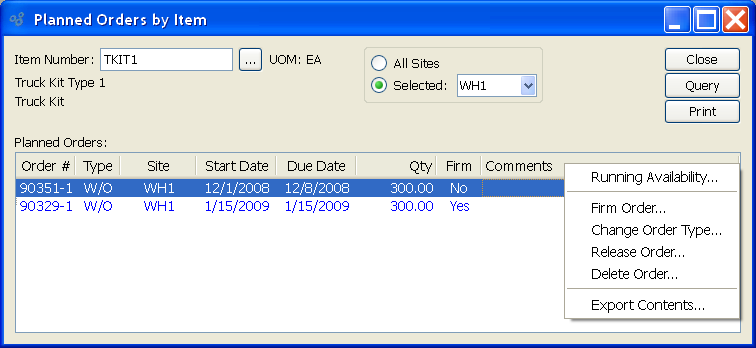 Planned Orders by Item
Item Number: TKIT1 ... UOM: EA
Truck Kit Type 1
Truck Kit
All Sites
Selected: WH1
Close
Query
Print
Planned Orders:
Order # Type Site Start Date Due Date Qty Firm Comments
90351-1 W/O WH1 12/1/2008 12/8/2008 300.00 No
90329-1 W/O WH1 1/15/2009 1/15/2009 300.00 Yes
Running Availability...
Firm Order...
Change Order Type...
Release Order...
Delete Order...
Export Contents...